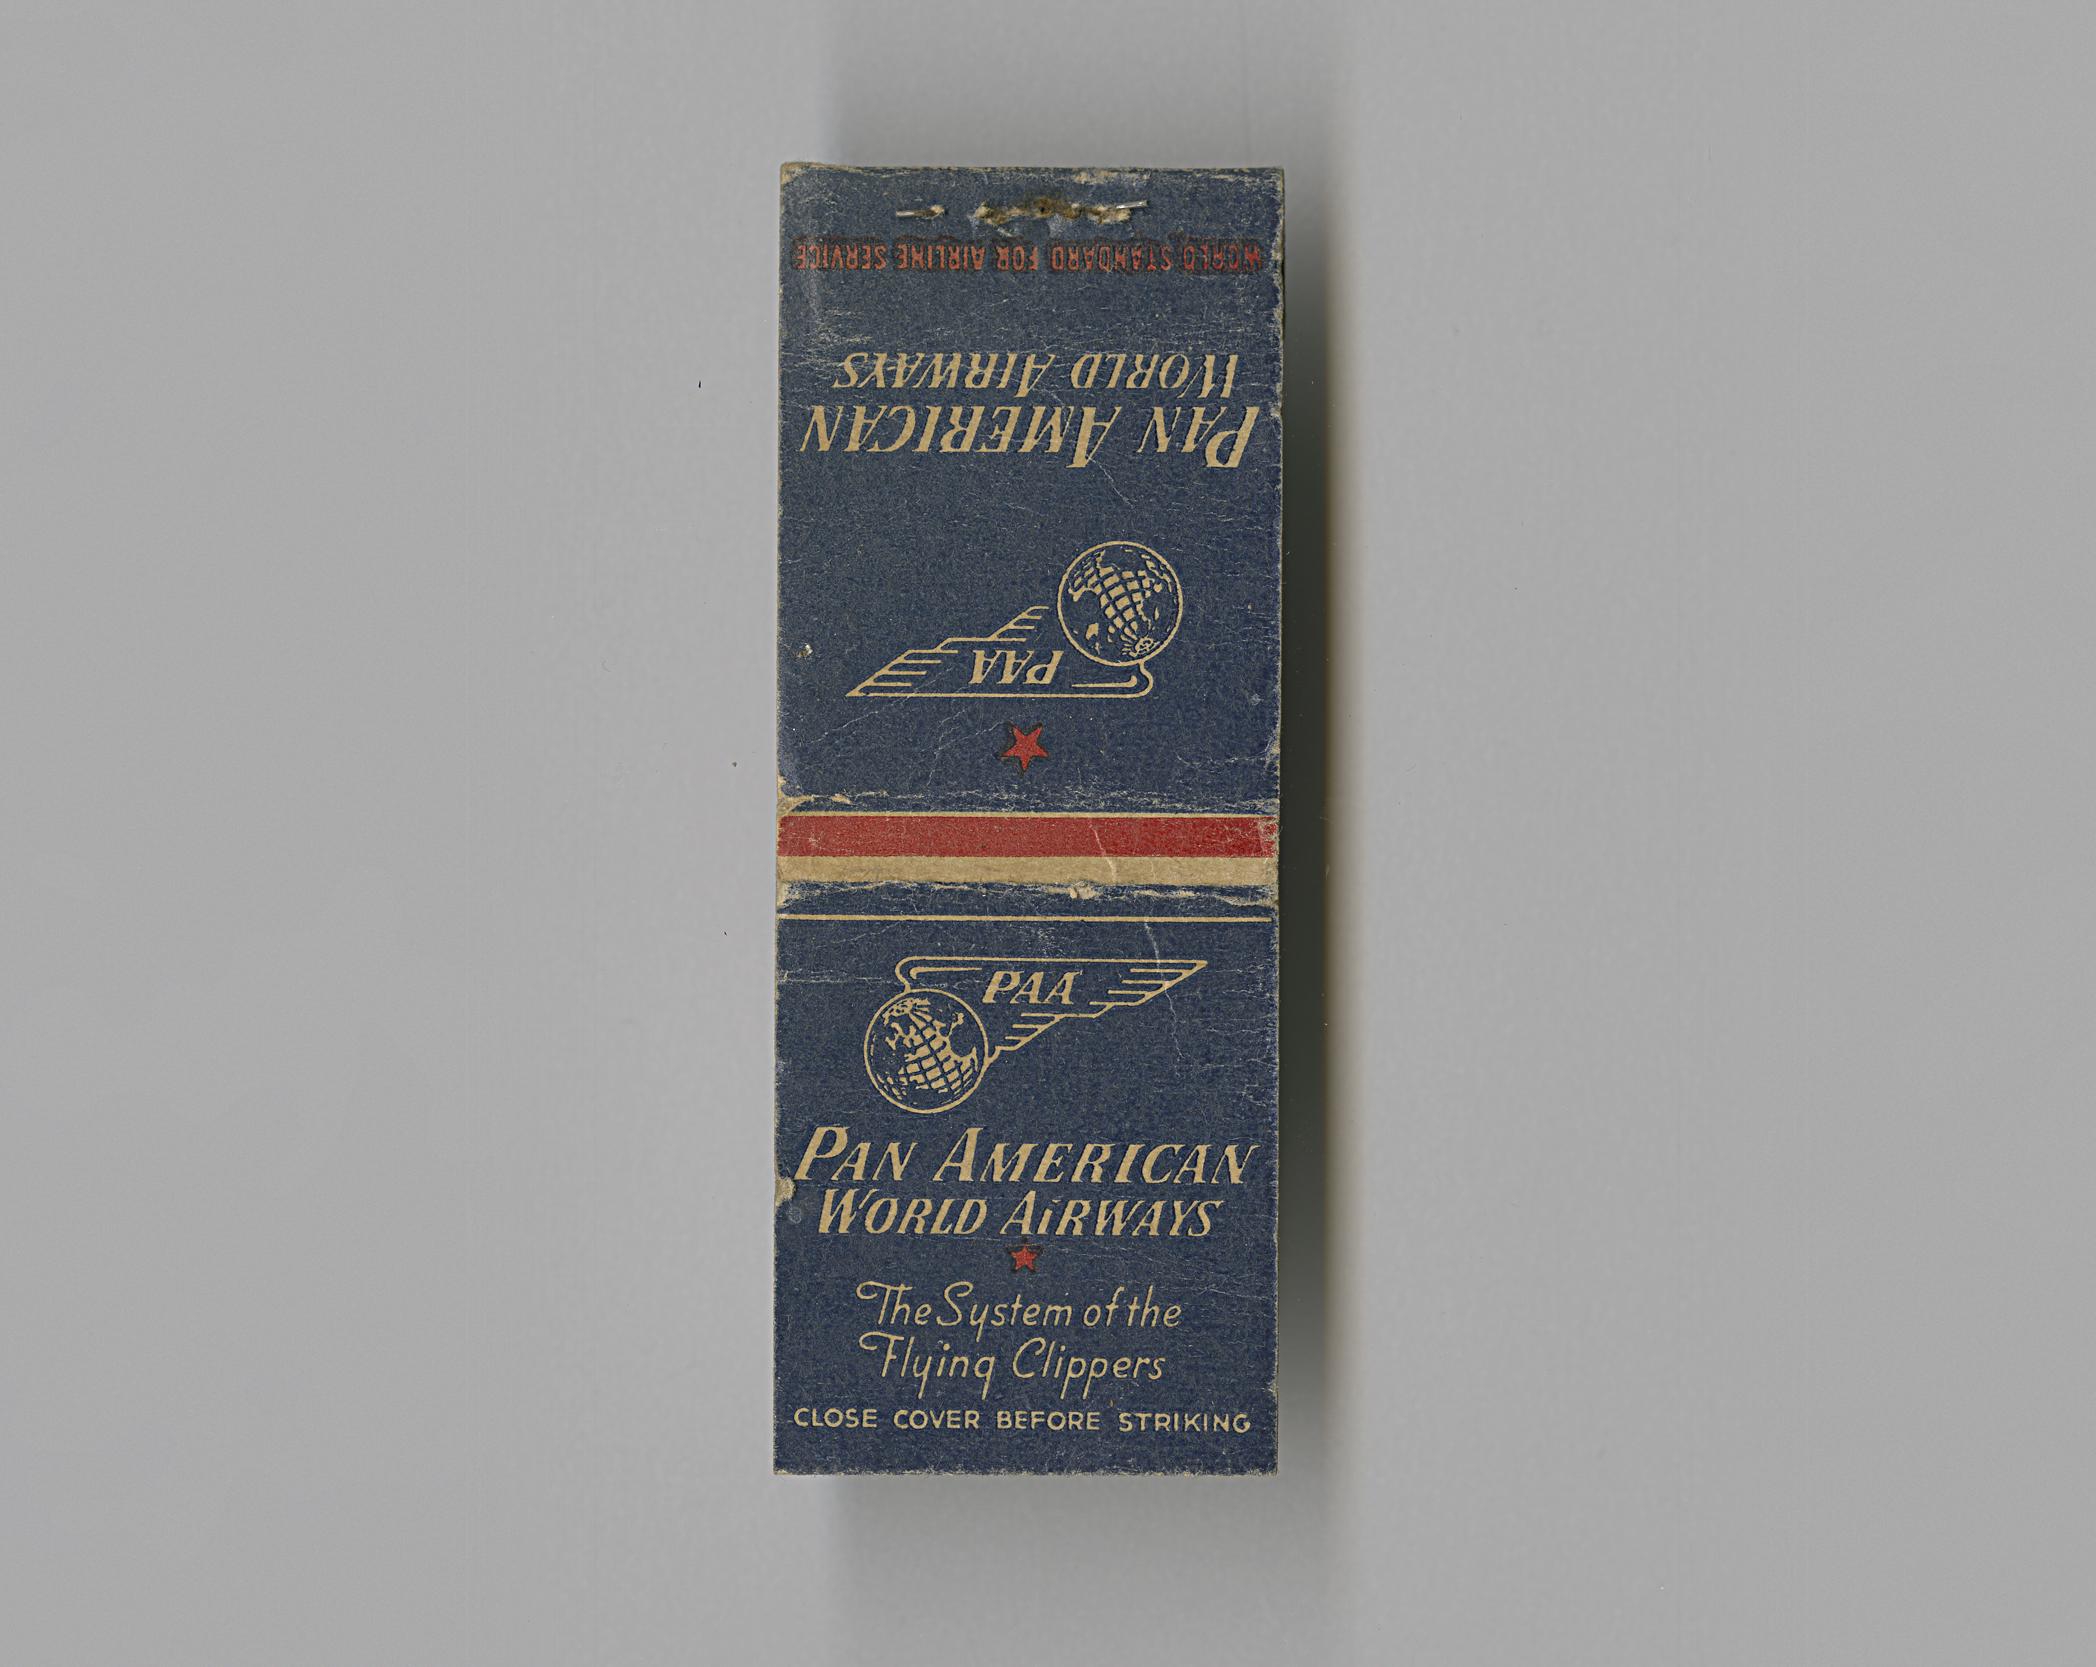 WORLD STANDARD FOR AIRLINE SERVICE
WORLD AIRWAYS
PAN AMERICAN
PAA
PAA
PAN AMERICAN
WORLD AIRWAYS
The System of the
Flying Clippers
CLOSE COVER BEFORE STRIKING